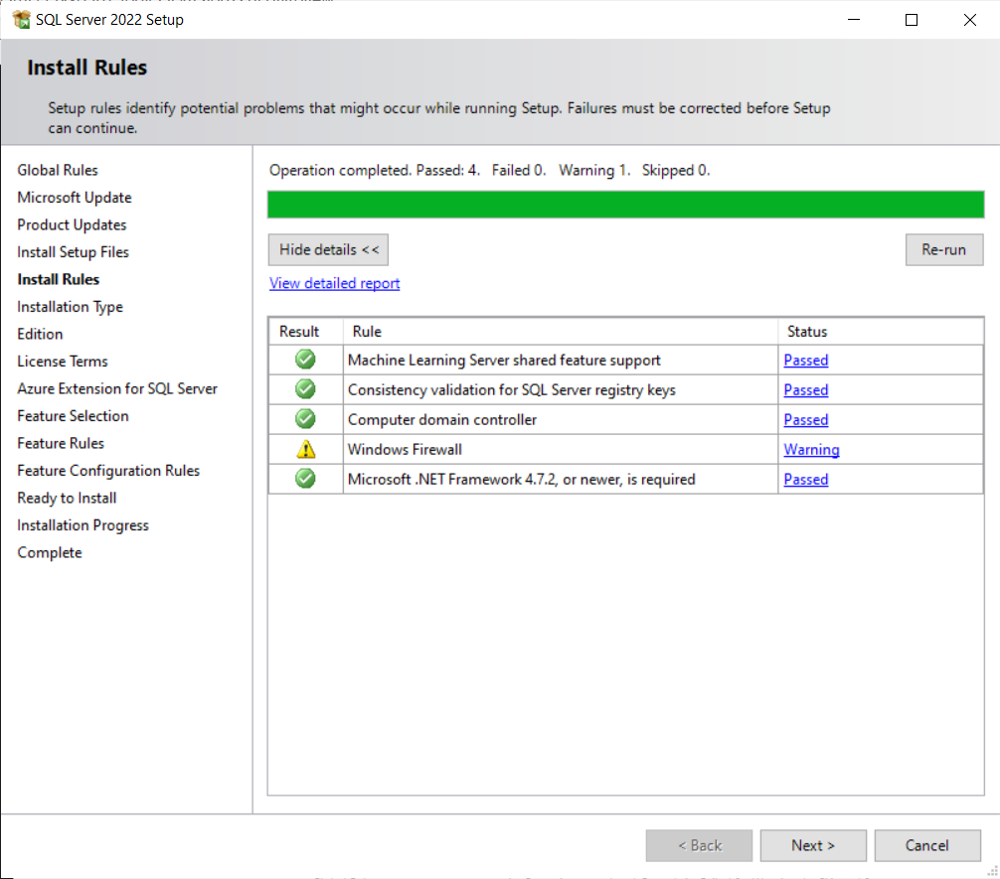 SQL Server 2022 Setup
Install Rules
Setup rules identify potential problems that might occur while running Setup. Failures must be corrected before Setup
can continue.
Global Rules
Microsoft Update
Product Updates
Install Setup Files
Install Rules
Installation Type
Edition
License Terms
Azure Extension for SQL Server
Feature Selection
Feature Rules
Feature Configuration Rules
Ready to Install
Installation Progress
Complete
Operation completed. Passed: 4. Failed 0. Warning 1. Skipped 0.
Hide details <<
Re-run
View detailed report
Result Rule Status
Machine Learning Server shared feature support Passed
Consistency validation for SQL Server registry keys Passed
Computer domain controller Passed
Windows Firewall Warning
Microsoft .NET Framework 4.7.2, or newer, is required Passed
< Back Next > Cancel